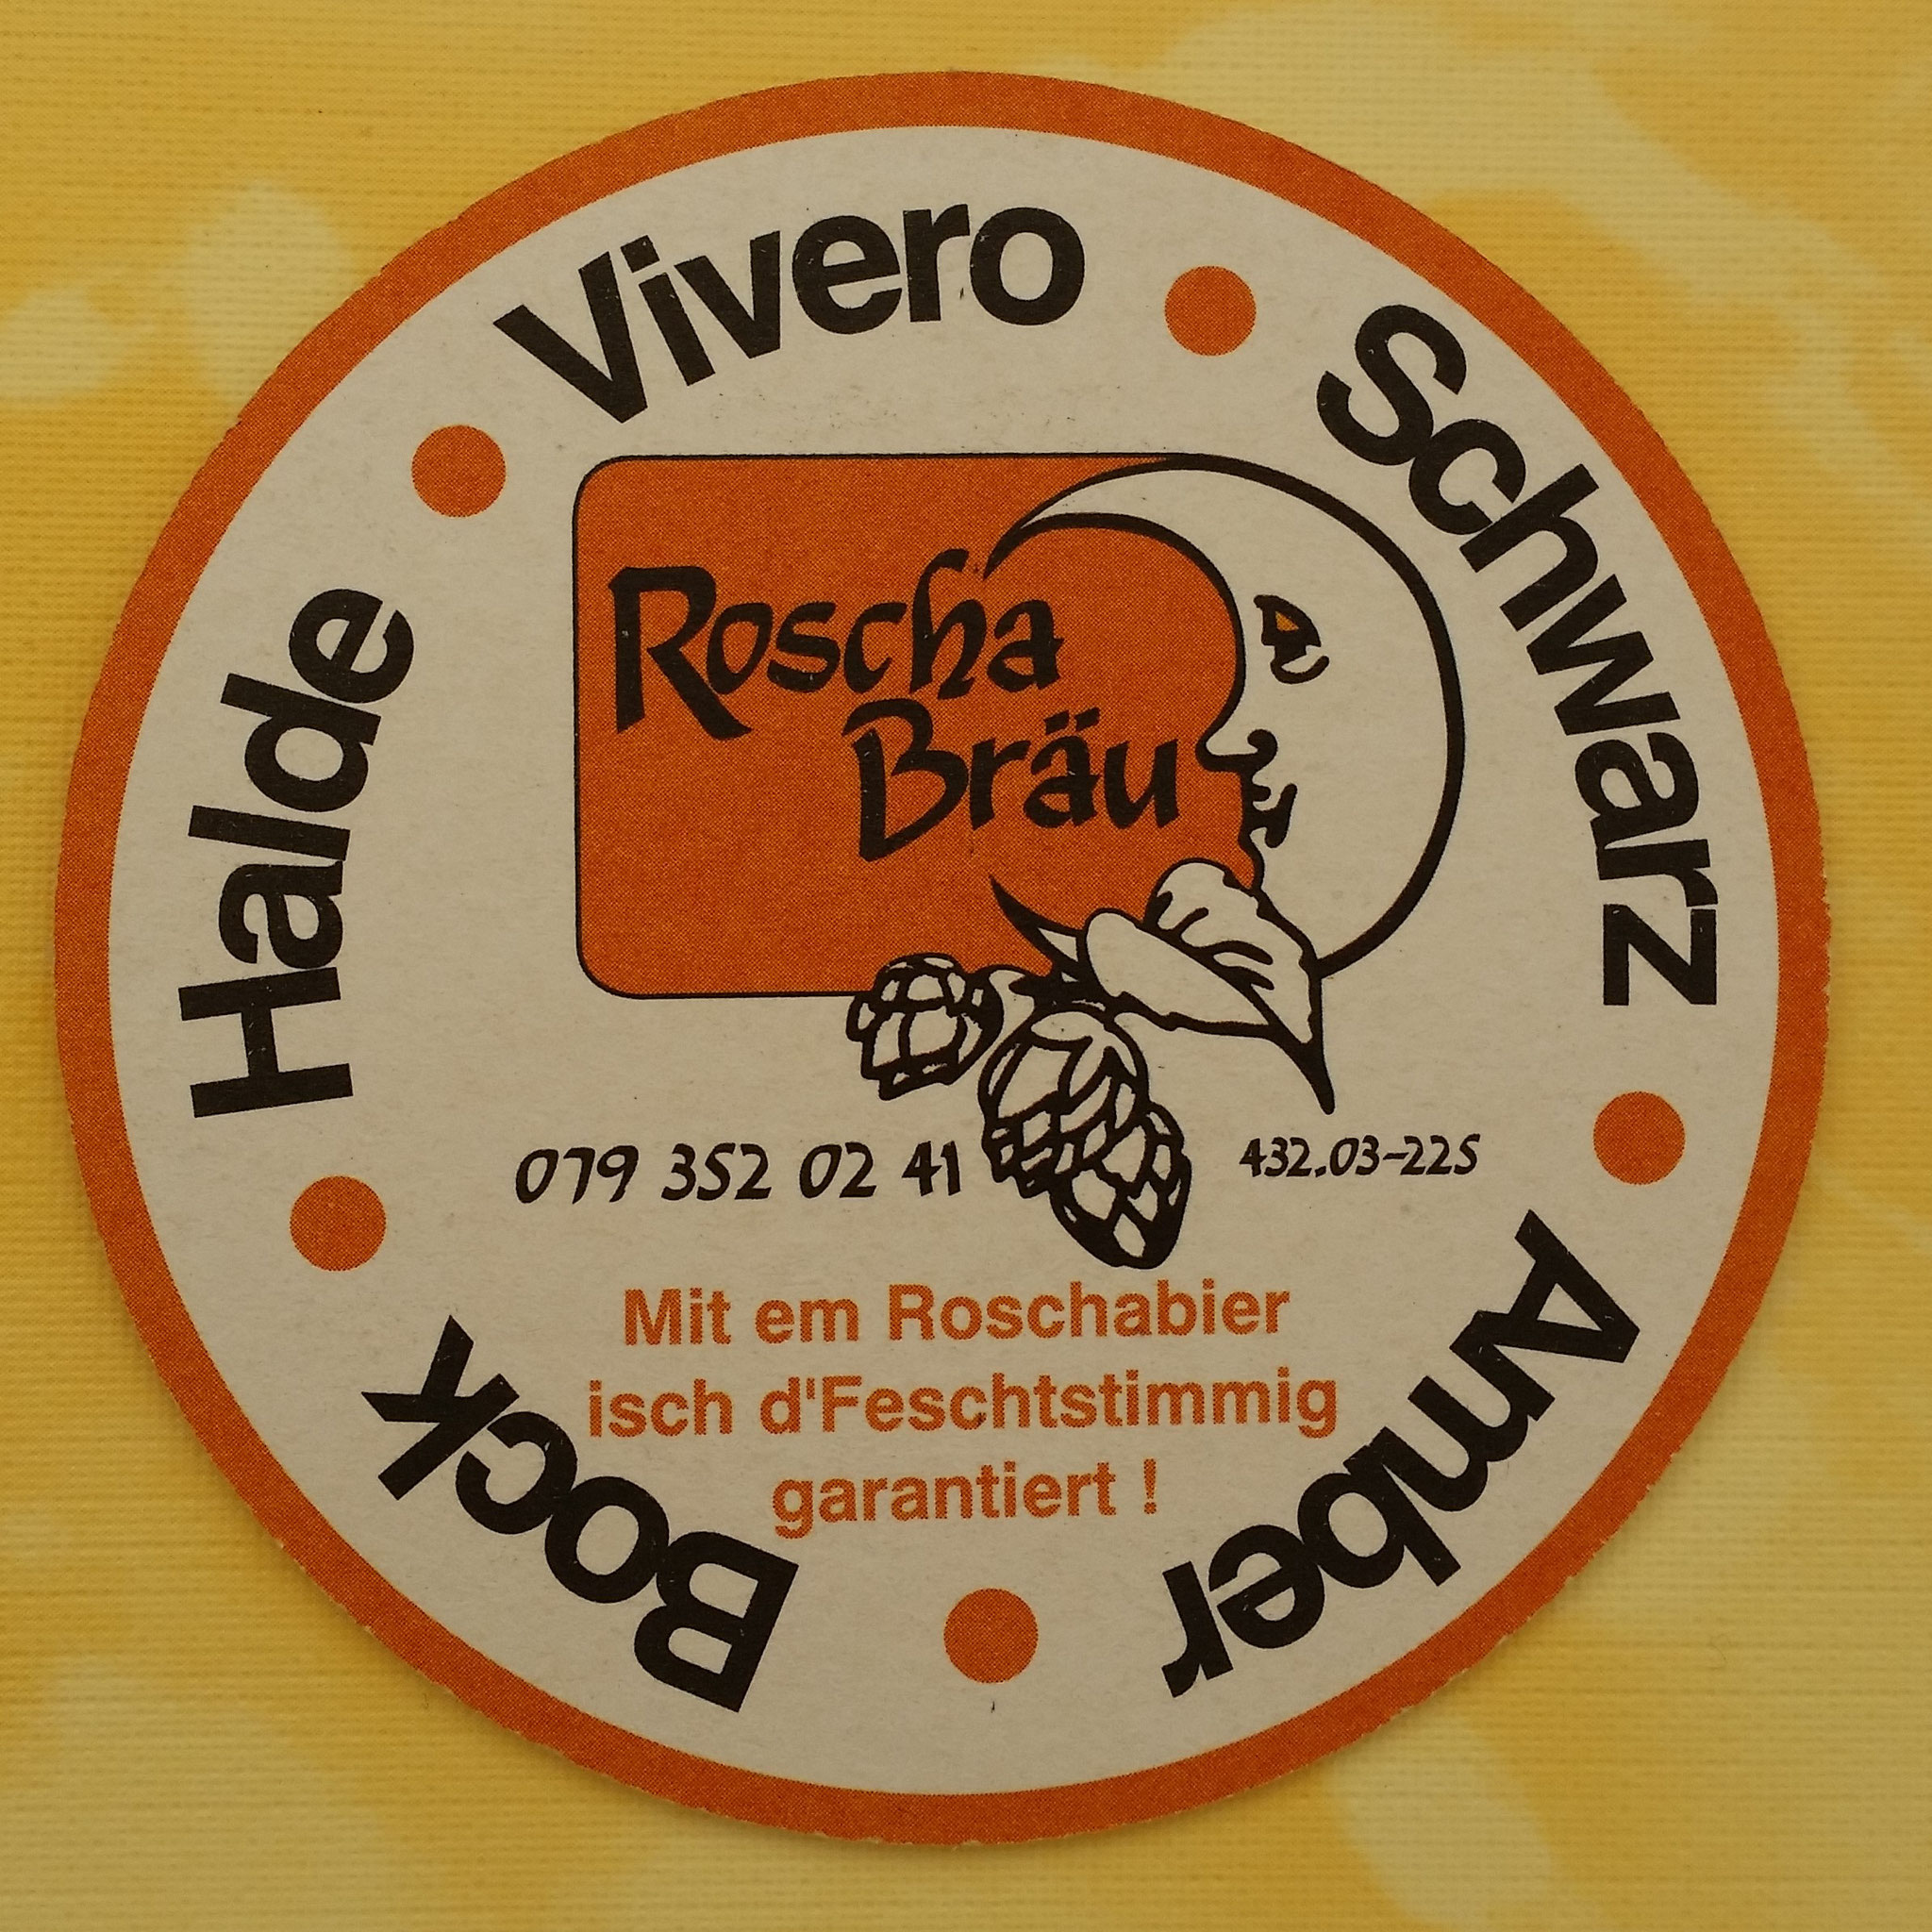 Vivero
Schwarz
Amber
Bock
Halde
Roscha
Bräu
079 352 02 41
432.03-225
Mit em Roschabier
isch d'Feschtstimmig
garantiert !